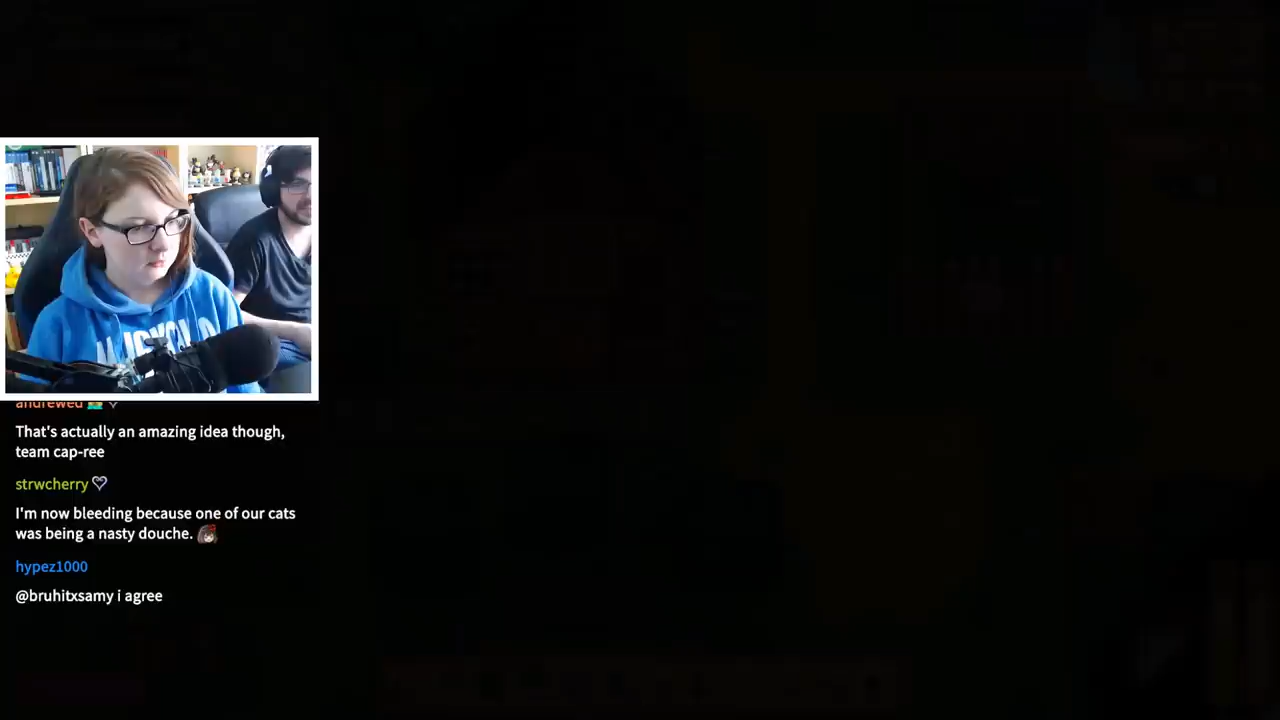 andrewed
That's actually an amazing idea though,
team cap-ree
strwcherry
I'm now bleeding because one of our cats
was being a nasty douche.
hypez1000
@bruhitxsamy i agree